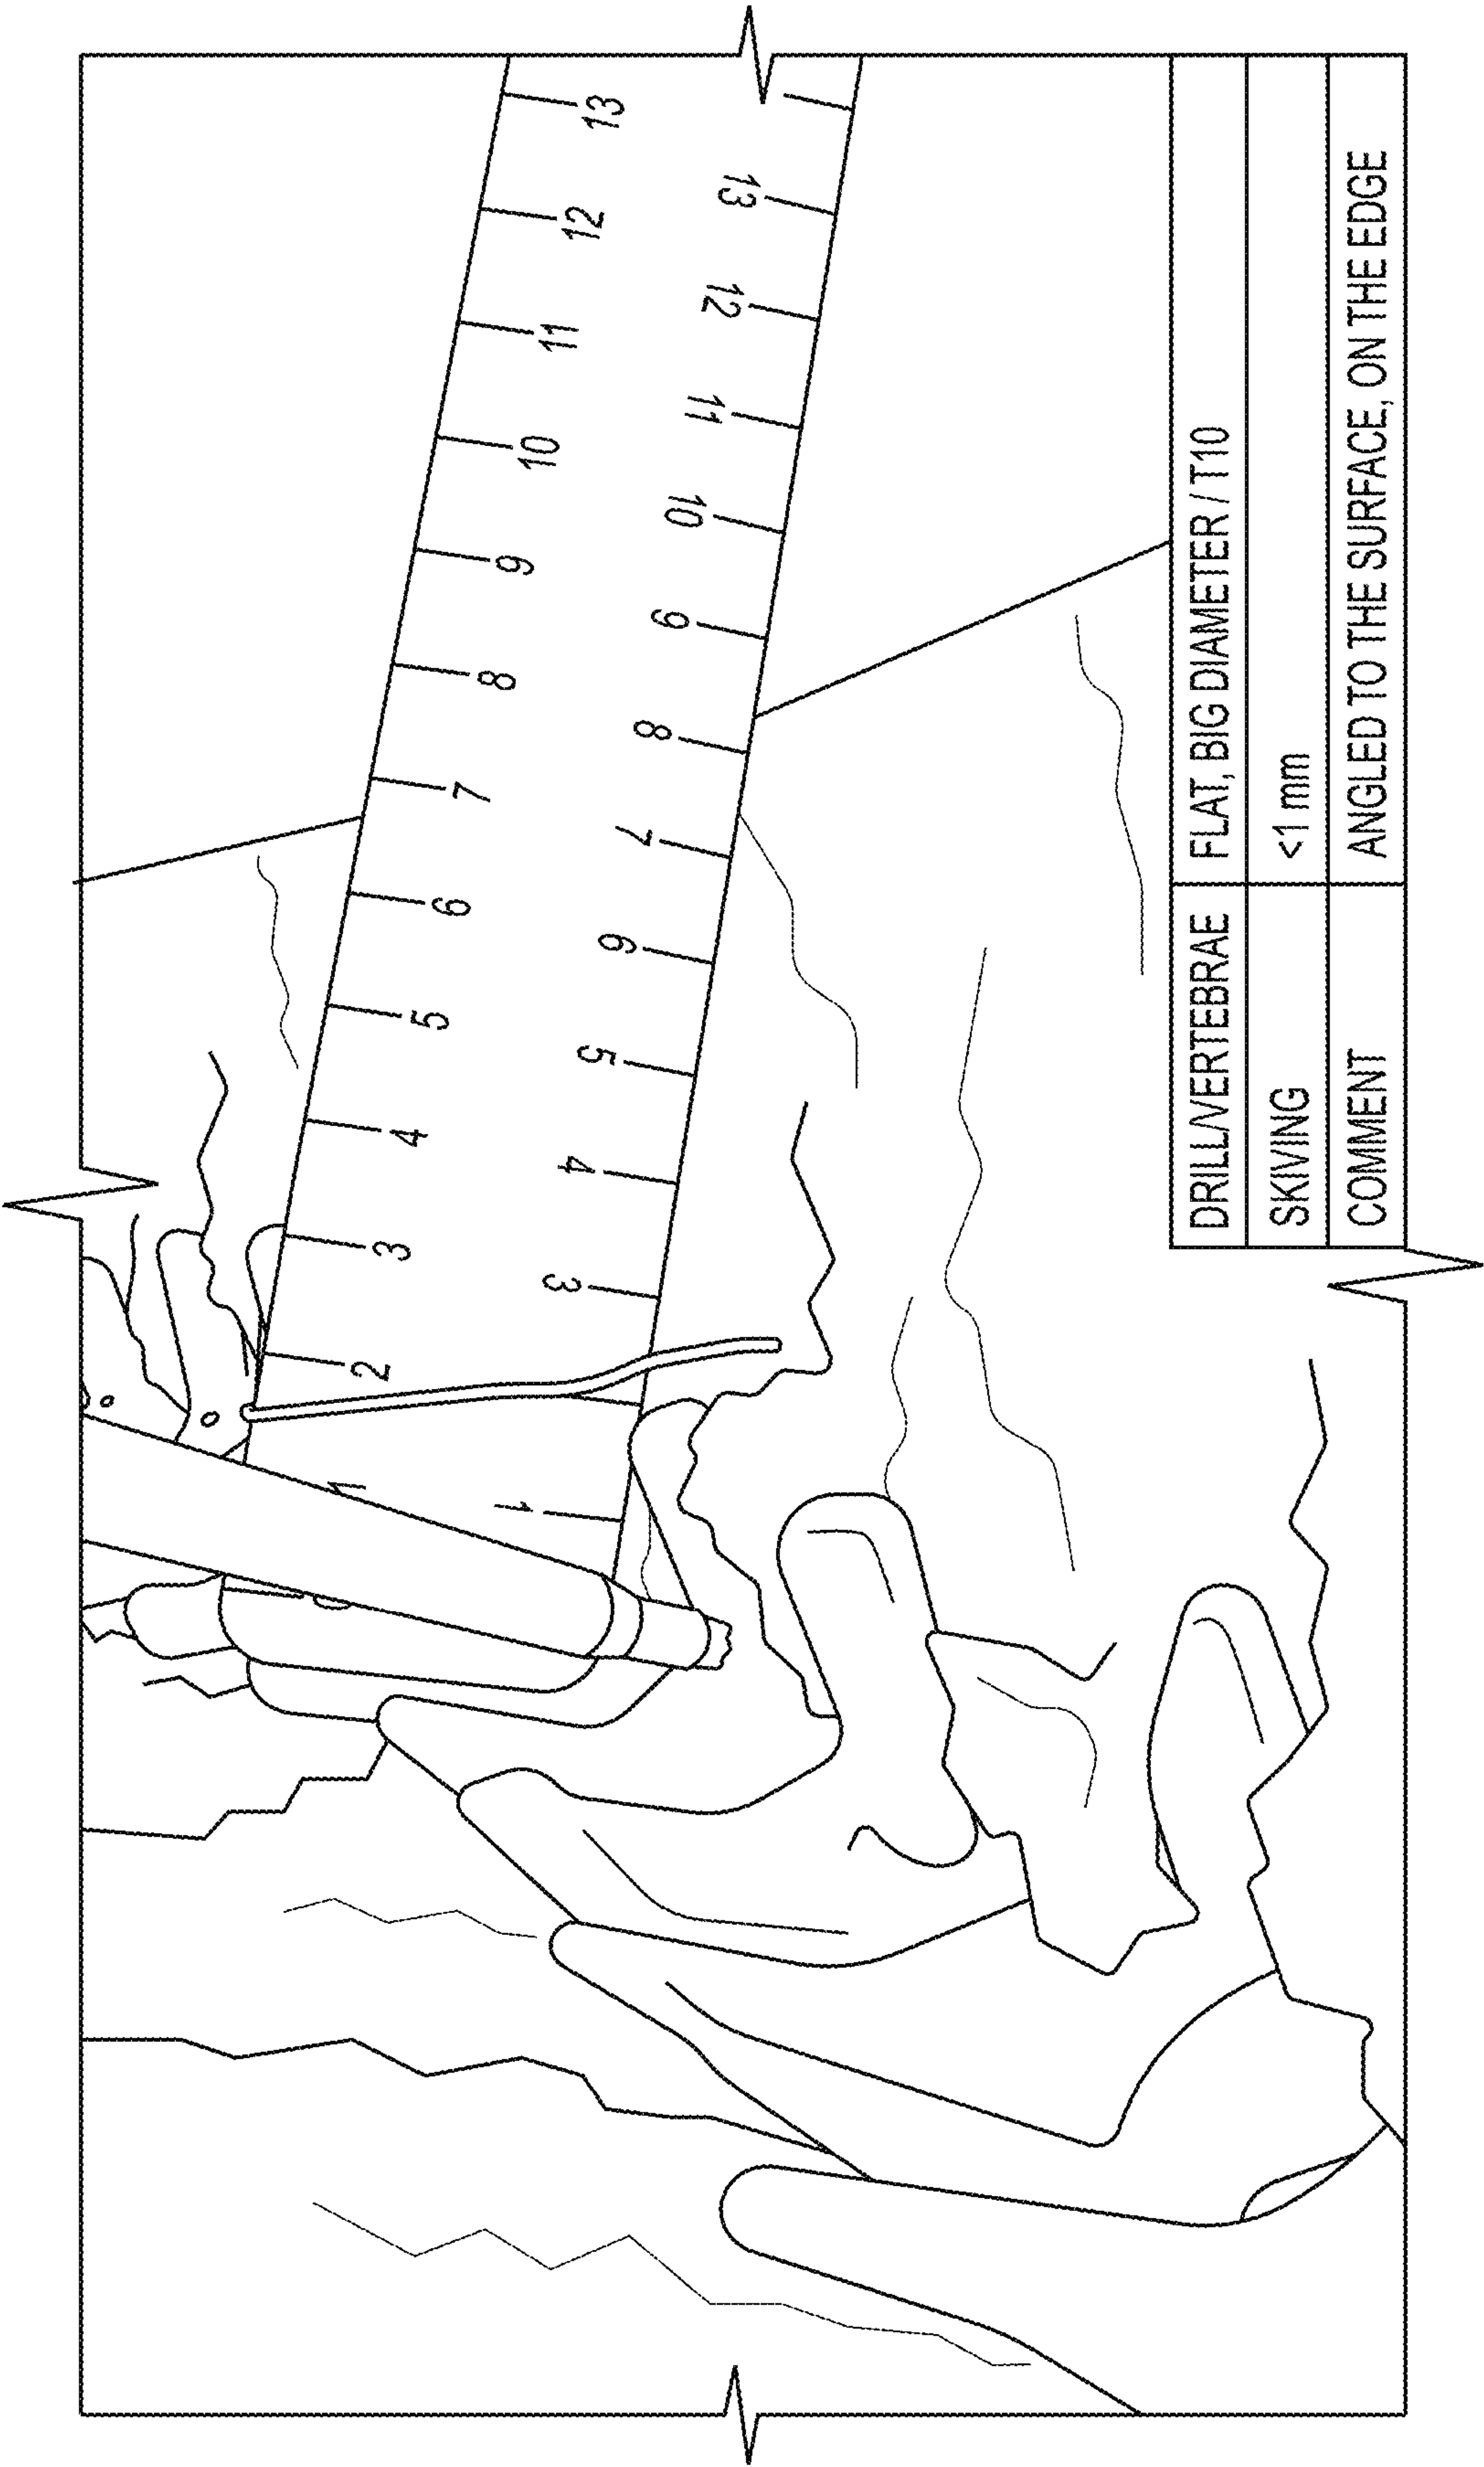 1 2 3 4 5 6 7 8 9 10 11 12 13
1 3 4 5 6 7 8 9 10 11 12 13
DRILL/VERTEBRAE FLAT, BIG DIAMETER / T10
SKIVING <1 mm
COMMENT ANGLED TO THE SURFACE, ON THE EDGE